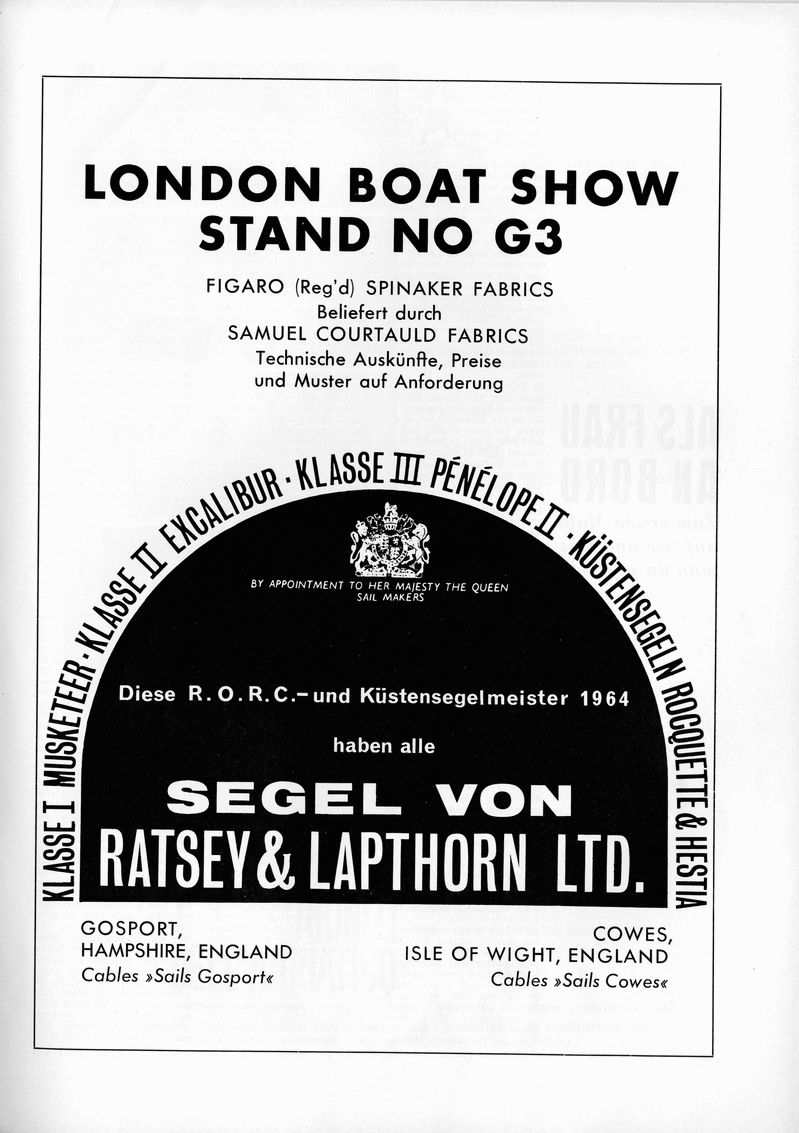 LONDON BOAT SHOW
STAND NO G3
FIGARO (Reg'd) SPINAKER FABRICS
Beliefert durch
SAMUEL COURTAULD FABRICS
Technische Auskünfte, Preise
und Muster auf Anforderung
KLASSE I MUSKETEER · KLASSE II EXCALIBUR · KLASSE III PÉNÉLOPE II · KÜSTENSEGELN ROCQUETTE & HESTIA
BY APPOINTMENT TO HER MAJESTY THE QUEEN
SAIL MAKERS
Diese R.O.R.C.– und Küstensegelmeister 1964
haben alle
SEGEL VON
RATSEY & LAPTHORN LTD.
GOSPORT,
HAMPSHIRE, ENGLAND
Cables »Sails Gosport«
COWES,
ISLE OF WIGHT, ENGLAND
Cables »Sails Cowes«